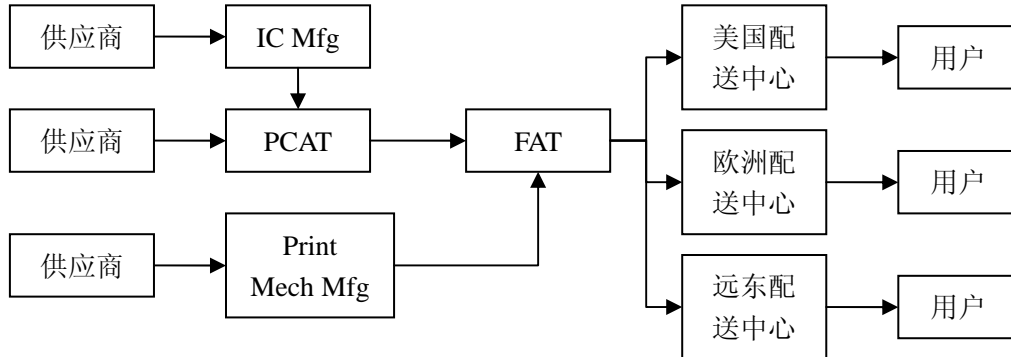 供应商
IC Mfg
美国配
送中心
用户
供应商
PCAT
FAT
欧洲配
送中心
用户
供应商
Print
Mech Mfg
远东配
送中心
用户